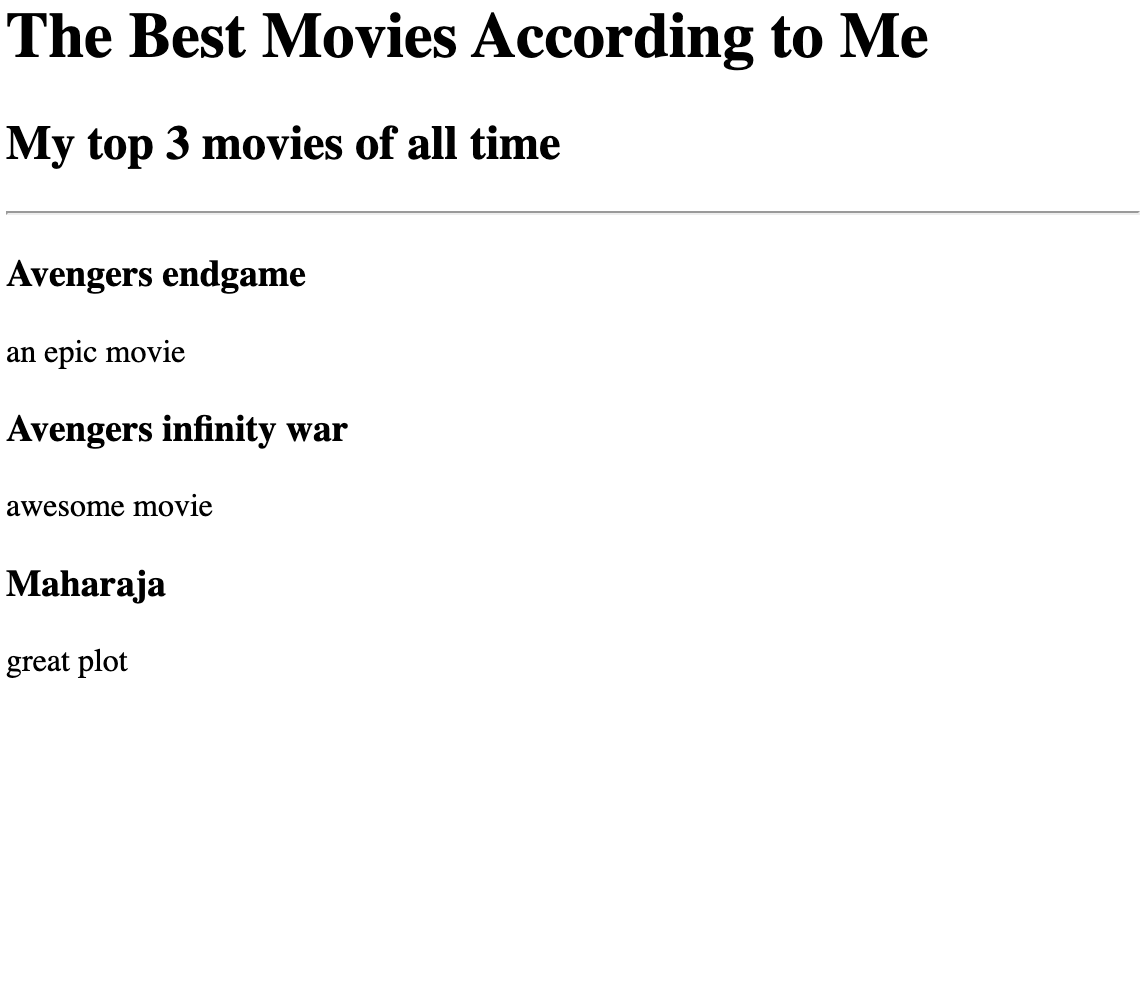 The Best Movies According to Me
My top 3 movies of all time
Avengers endgame
an epic movie
Avengers infinity war
awesome movie
Maharaja
great plot